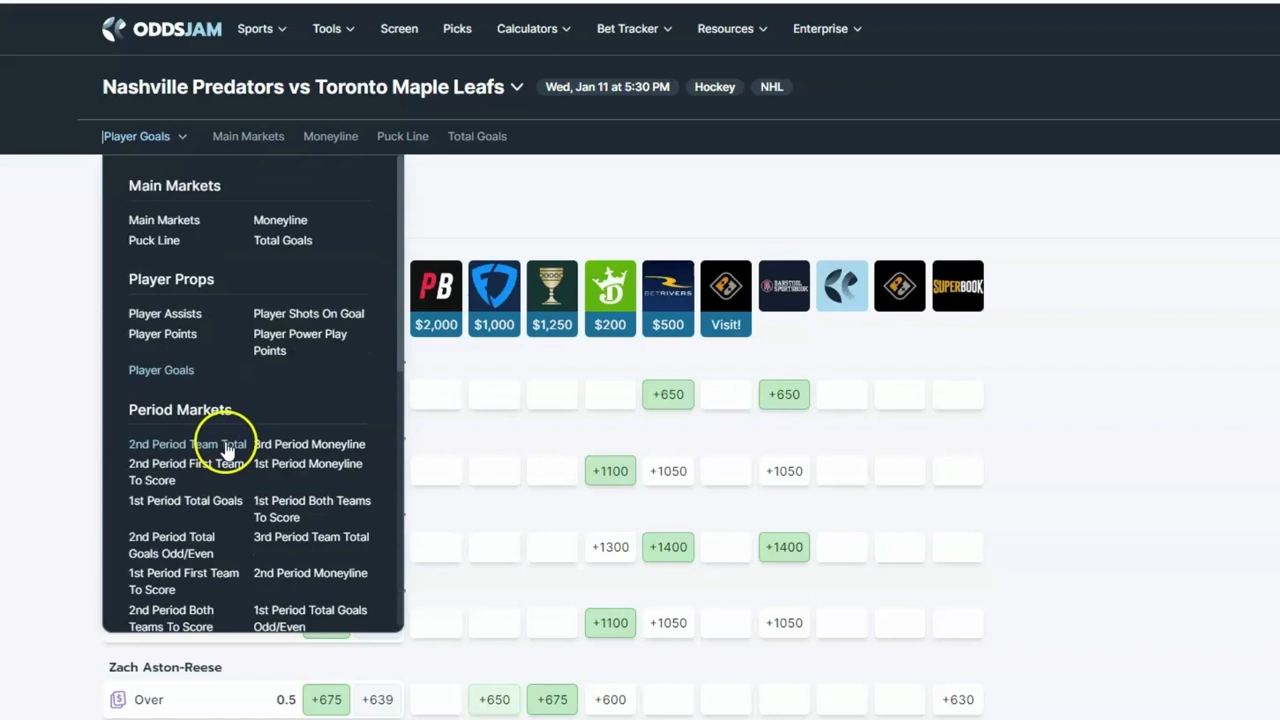 ODDSJAM Sports Tools Screen Picks Calculators Bet Tracker Resources Enterprise
Nashville Predators vs Toronto Maple Leafs Wed, Jan 11 at 5:30 PM Hockey NHL
Player Goals Main Markets Moneyline Puck Line Total Goals
Main Markets
Main Markets Moneyline
Puck Line Total Goals
Player Props
Player Assists Player Shots On Goal
Player Points Player Power Play
Points
Player Goals
Period Markets
2nd Period Team Total 3rd Period Moneyline
2nd Period First Team 1st Period Moneyline
To Score
1st Period Total Goals 1st Period Both Teams
To Score
2nd Period Total 3rd Period Team Total
Goals Odd/Even
1st Period First Team 2nd Period Moneyline
To Score
2nd Period Both 1st Period Total Goals
Teams To Score Odd/Even
PB BETRIVERS BARSTOOL SPORTSBOOK SUPERBOOK
$2,000 $1,000 $1,250 $200 $500 Visit!
+650 +650
+1100 +1050 +1050
+1300 +1400 +1400
+1100 +1050 +1050
Zach Aston-Reese
Over 0.5 +675 +639 +650 +675 +600 +630